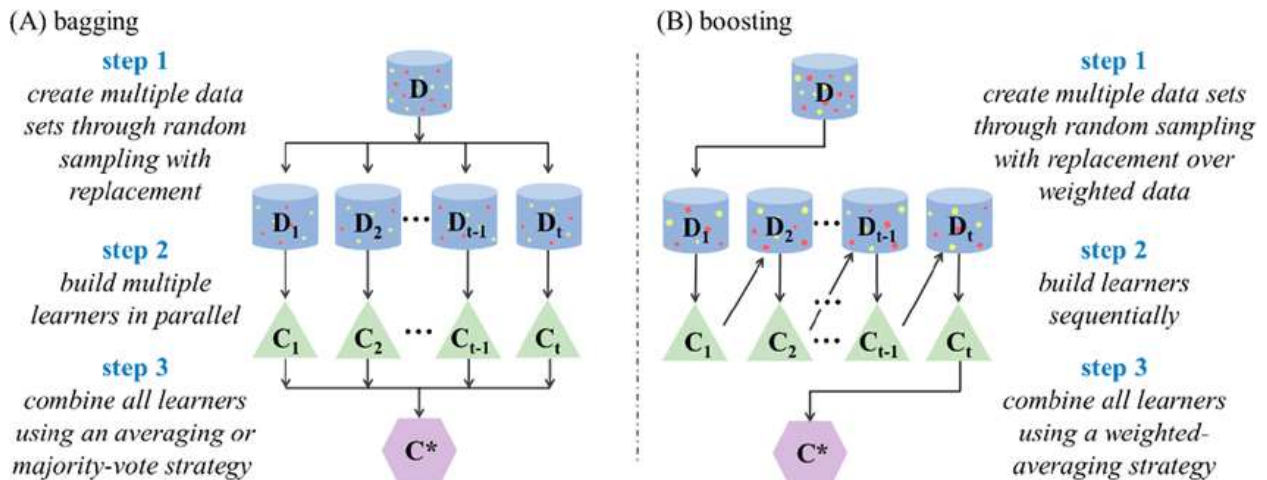 (A) bagging
step 1
create multiple data
sets through random
sampling with
replacement
step 2
build multiple
learners in parallel
step 3
combine all learners
using an averaging or
majority-vote strategy
D
D1 D2 ... Dt-1 Dt
C1 C2 ... Ct-1 Ct
C*
(B) boosting
D
D1 D2 ... Dt-1 Dt
...
C1 C2 ... Ct-1 Ct
C*
step 1
create multiple data sets
through random sampling
with replacement over
weighted data
step 2
build learners
sequentially
step 3
combine all learners
using a weighted-
averaging strategy